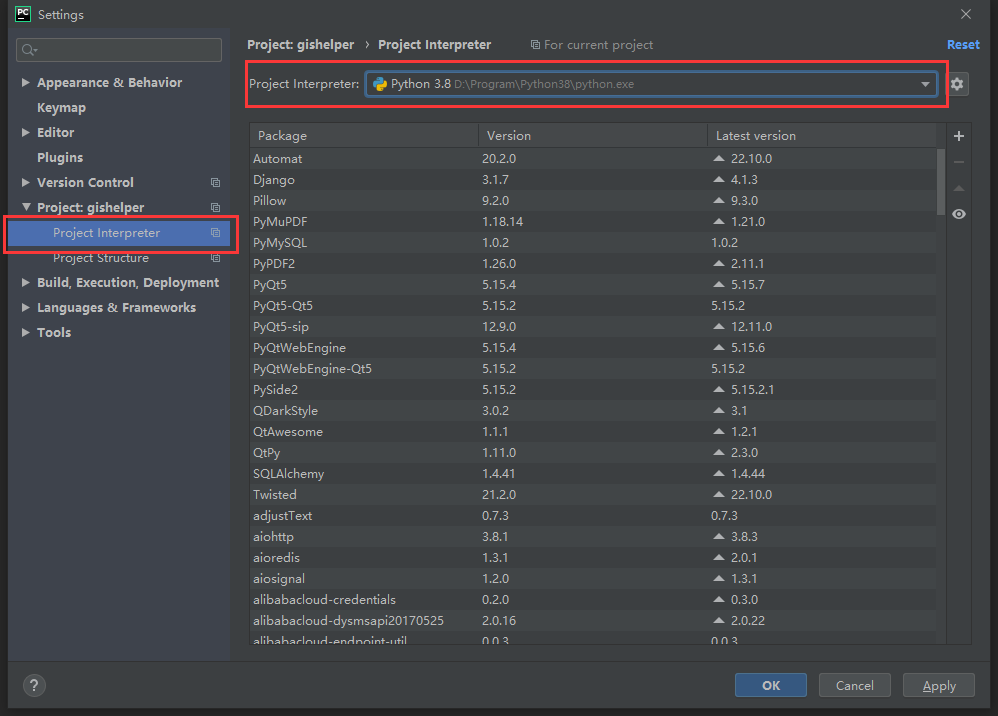 PC Settings
Project: gishelper › Project Interpreter For current project Reset
Project Interpreter: Python 3.8 D:\Program\Python38\python.exe
Appearance & Behavior
Keymap
Editor
Plugins
Version Control
Project: gishelper
Project Interpreter
Project Structure
Build, Execution, Deployment
Languages & Frameworks
Tools
Package Version Latest version
Automat 20.2.0 22.10.0
Django 3.1.7 4.1.3
Pillow 9.2.0 9.3.0
PyMuPDF 1.18.14 1.21.0
PyMySQL 1.0.2 1.0.2
PyPDF2 1.26.0 2.11.1
PyQt5 5.15.4 5.15.7
PyQt5-Qt5 5.15.2 5.15.2
PyQt5-sip 12.9.0 12.11.0
PyQtWebEngine 5.15.4 5.15.6
PyQtWebEngine-Qt5 5.15.2 5.15.2
PySide2 5.15.2 5.15.2.1
QDarkStyle 3.0.2 3.1
QtAwesome 1.1.1 1.2.1
QtPy 1.11.0 2.3.0
SQLAlchemy 1.4.41 1.4.44
Twisted 21.2.0 22.10.0
adjustText 0.7.3 0.7.3
aiohttp 3.8.1 3.8.3
aioredis 1.3.1 2.0.1
aiosignal 1.2.0 1.3.1
alibabacloud-credentials 0.2.0 0.3.0
alibabacloud-dysmsapi20170525 2.0.16 2.0.22
alibabacloud-endpoint-util 0.0.3 0.0.3
? OK Cancel Apply